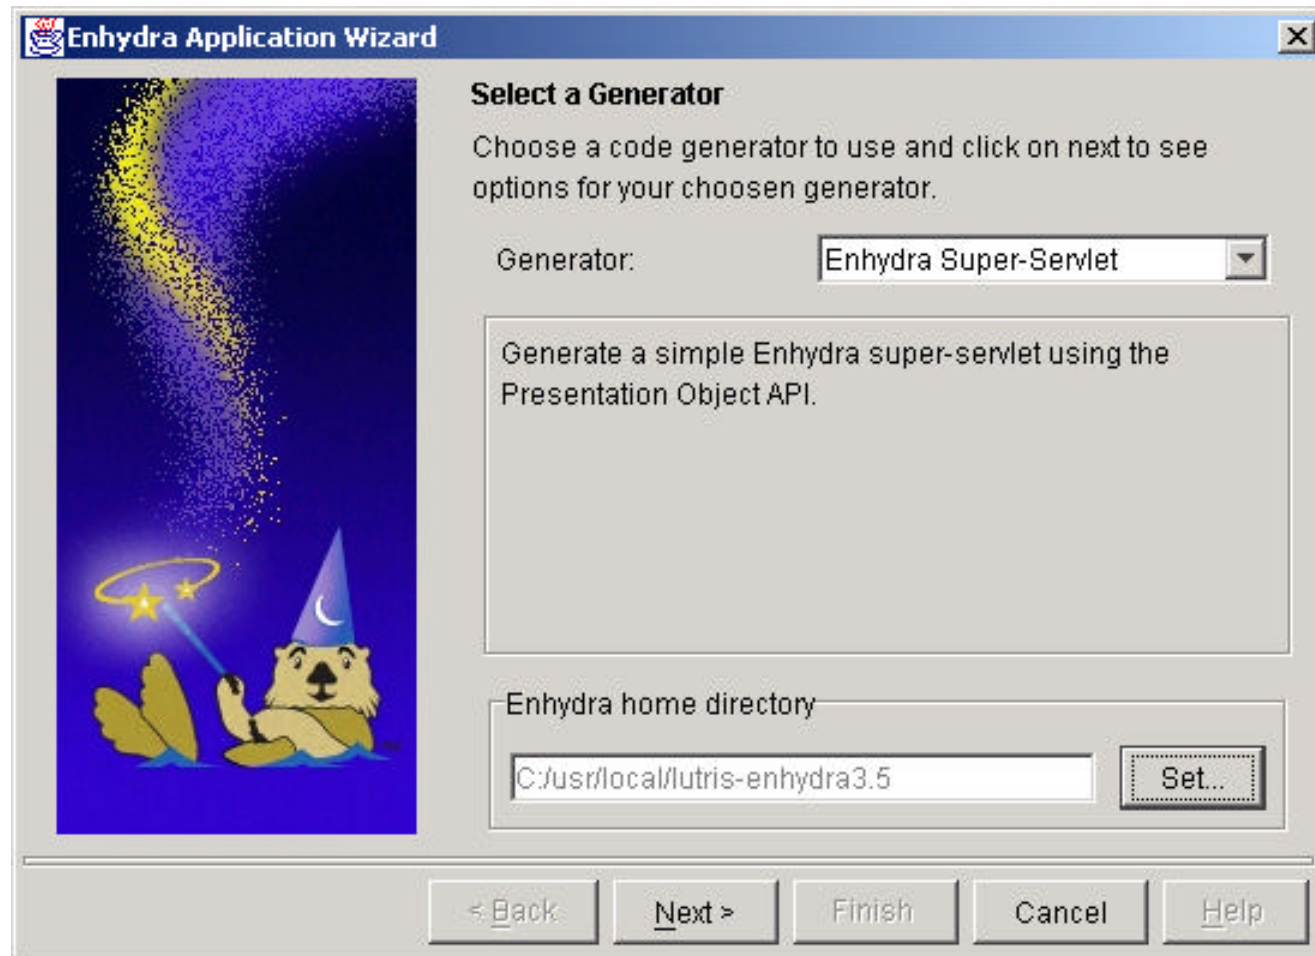 Enhydra Application Wizard
Select a Generator
Choose a code generator to use and click on next to see
options for your choosen generator.
Generator:
Enhydra Super-Servlet
Generate a simple Enhydra super-servlet using the
Presentation Object API.
Enhydra home directory
C:/usr/local/lutris-enhydra3.5
Set...
< Back
Next >
Finish
Cancel
Help